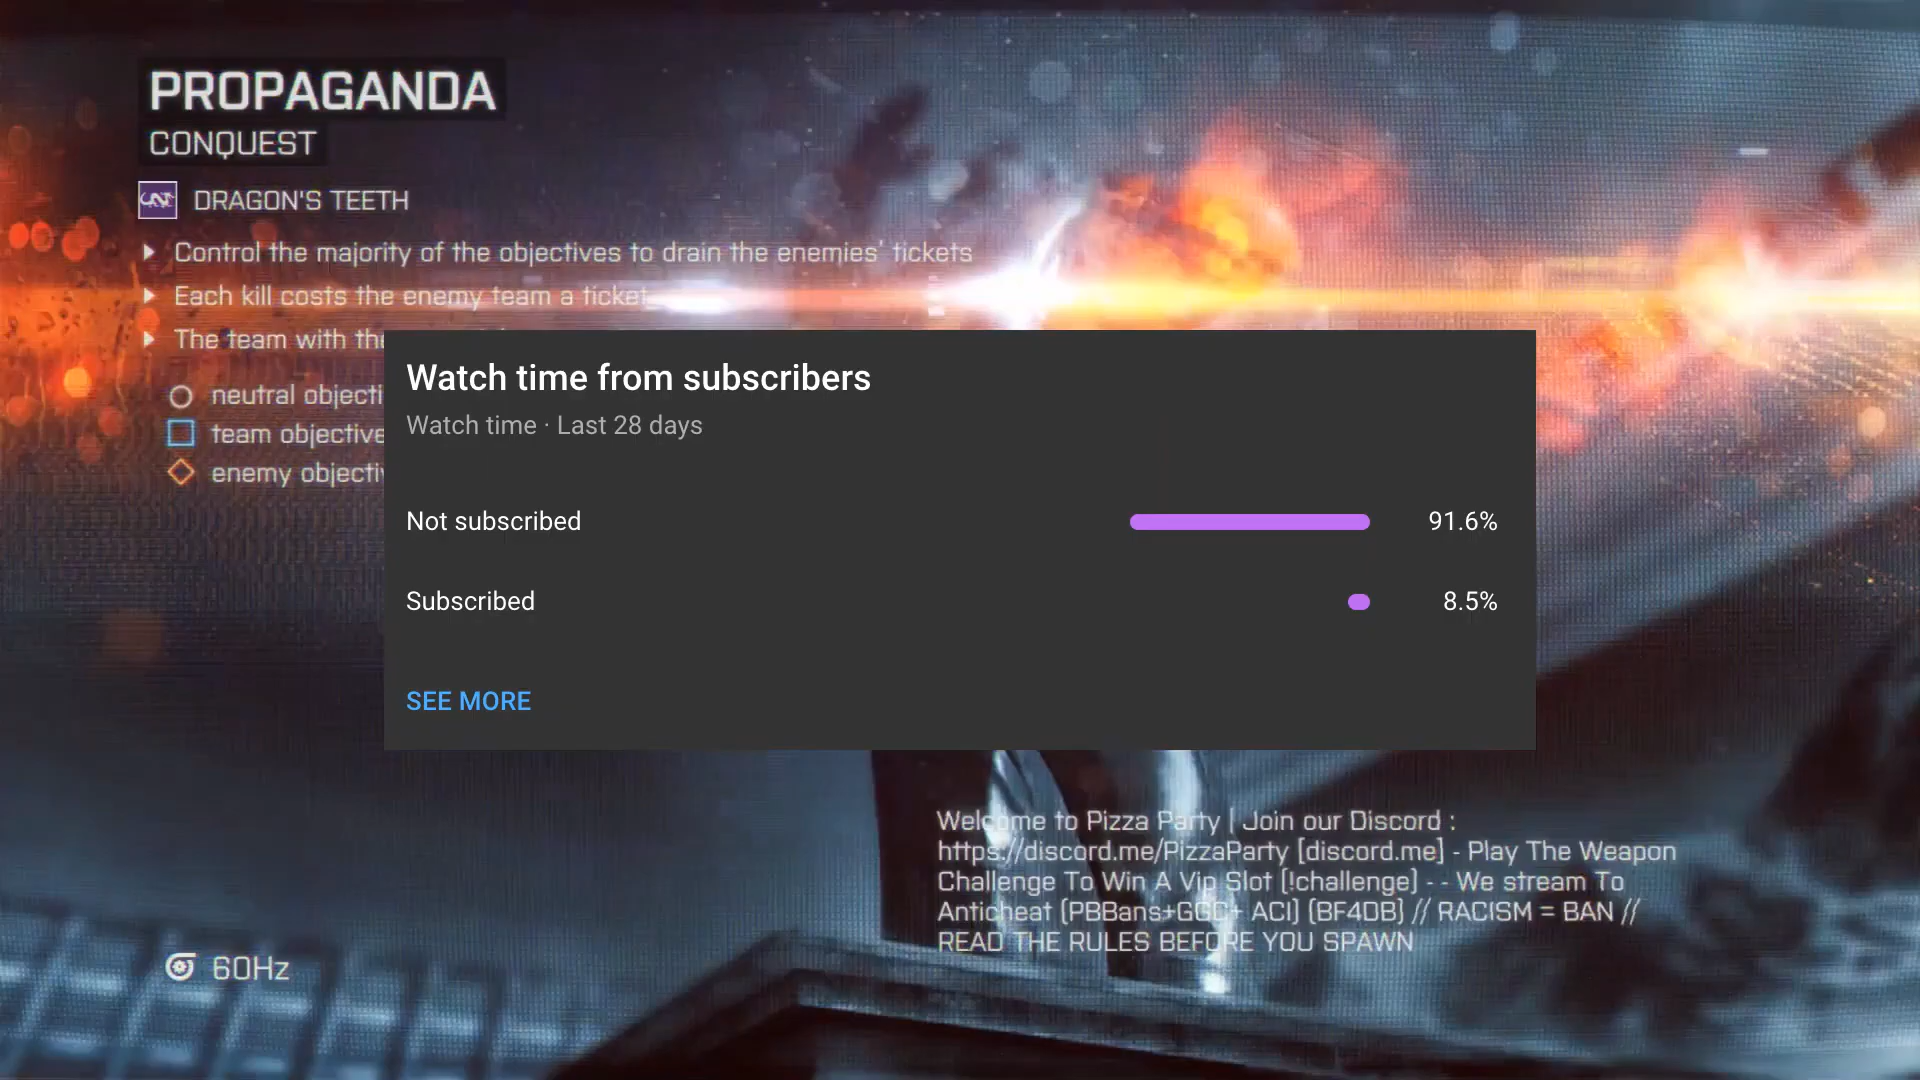 PROPAGANDA
CONQUEST
DRAGON'S TEETH
Control the majority of the objectives to drain the enemies' tickets
Each kill costs the enemy team a ticket
The team with the
neutral objecti
team objective
enemy objectiv
Watch time from subscribers
Watch time · Last 28 days
Not subscribed 91.6%
Subscribed 8.5%
SEE MORE
Welcome to Pizza Party | Join our Discord :
https://discord.me/PizzaParty [discord.me] - Play The Weapon
Challenge To Win A Vip Slot (!challenge) - - We stream To
Anticheat (PBBans+GGC+ ACI) (BF4DB) // RACISM = BAN //
READ THE RULES BEFORE YOU SPAWN
60Hz